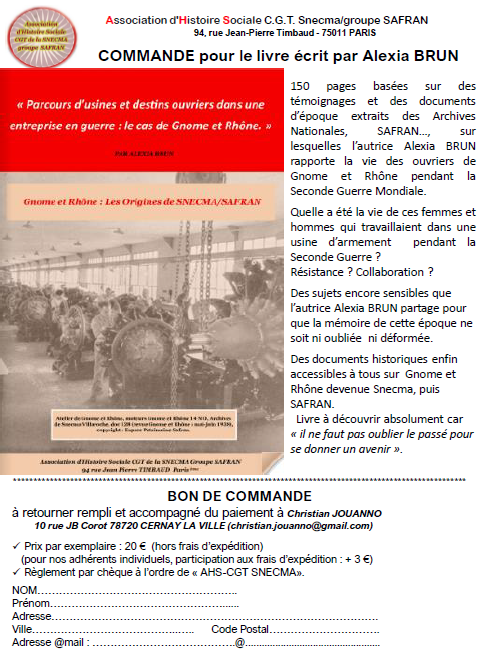 Association d'Histoire Sociale C.G.T. Snecma/groupe SAFRAN
94, rue Jean-Pierre Timbaud - 75011 PARIS
Association
d'Histoire Sociale
CGT de la SNECMA
groupe SAFRAN
COMMANDE pour le livre écrit par Alexia BRUN
« Parcours d'usines et destins ouvriers dans une
entreprise en guerre : le cas de Gnome et Rhône. »
PAR ALEXIA BRUN
Gnome et Rhône : Les Origines de SNECMA/SAFRAN
Atelier de Gnome et Rhône, moteurs Gnome et Rhône 14 NO, Archives
de Snecma Villaroche, doc 128 (revue Gnome et Rhône : mai-juin 1938),
copyright : Espace Patrimoine Safran.
Association d'Histoire Sociale CGT de la SNECMA Groupe SAFRAN
94 rue Jean Pierre TIMBAUD Paris
150 pages basées sur des
témoignages et des documents
d'époque extraits des Archives
Nationales, SAFRAN..., sur
lesquelles l'autrice Alexia BRUN
rapporte la vie des ouvriers de
Gnome et Rhône pendant la
Seconde Guerre Mondiale.
Quelle a été la vie de ces femmes et
hommes qui travaillaient dans une
usine d'armement pendant la
Seconde Guerre ?
Résistance ? Collaboration ?
Des sujets encore sensibles que
l'autrice Alexia BRUN partage pour
que la mémoire de cette époque ne
soit ni oubliée ni déformée.
Des documents historiques enfin
accessibles à tous sur Gnome et
Rhône devenue Snecma, puis
SAFRAN.
Livre à découvrir absolument car
« il ne faut pas oublier le passé pour
se donner un avenir ».
BON DE COMMANDE
à retourner rempli et accompagné du paiement à Christian JOUANNO
10 rue JB Corot 78720 CERNAY LA VILLE (christian.jouanno@gmail.com)
✓ Prix par exemplaire : 20 € (hors frais d'expédition)
(pour nos adhérents individuels, participation aux frais d'expédition : + 3 €)
✓ Règlement par chèque à l'ordre de « AHS-CGT SNECMA».
NOM……………………………………………..
Prénom…………………………………………......
Adresse…………………………………………………………………………….
Ville………………………………..…….. Code Postal……………………….
Adresse @mail : …………………………………@....................................................